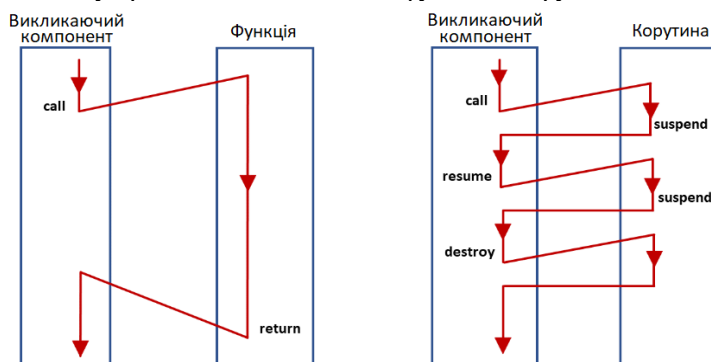 Викликаючий
компонент
Функція
call
return
Викликаючий
компонент
Корутина
call
suspend
resume
suspend
destroy